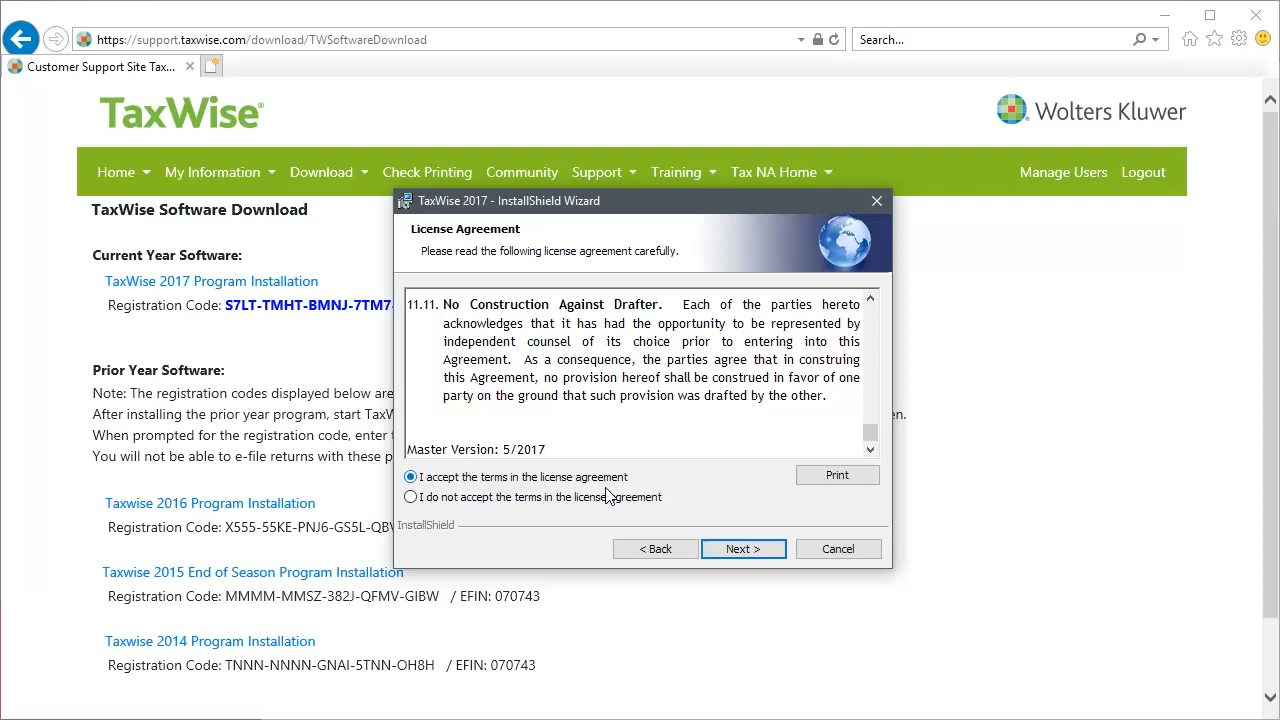 https://support.taxwise.com/download/TWSoftwareDownload
Search...
Customer Support Site Tax...
TaxWise®
Wolters Kluwer
Home My Information Download Check Printing Community Support Training Tax NA Home Manage Users Logout
TaxWise Software Download
Current Year Software:
TaxWise 2017 Program Installation
Registration Code: S7LT-TMHT-BMNJ-7TM7-
Prior Year Software:
Note: The registration codes displayed below are
After installing the prior year program, start TaxW
en.
When prompted for the registration code, enter t
You will not be able to e-file returns with these p
Taxwise 2016 Program Installation
Registration Code: X555-55KE-PNJ6-GS5L-QBV
Taxwise 2015 End of Season Program Installation
Registration Code: MMMM-MMSZ-382J-QFMV-GIBW / EFIN: 070743
Taxwise 2014 Program Installation
Registration Code: TNNN-NNNN-GNAI-5TNN-OH8H / EFIN: 070743
TaxWise 2017 - InstallShield Wizard
License Agreement
Please read the following license agreement carefully.
11.11. No Construction Against Drafter. Each of the parties hereto
acknowledges that it has had the opportunity to be represented by
independent counsel of its choice prior to entering into this
Agreement. As a consequence, the parties agree that in construing
this Agreement, no provision hereof shall be construed in favor of one
party on the ground that such provision was drafted by the other.
Master Version: 5/2017
I accept the terms in the license agreement
Print
I do not accept the terms in the license agreement
InstallShield
< Back
Next >
Cancel